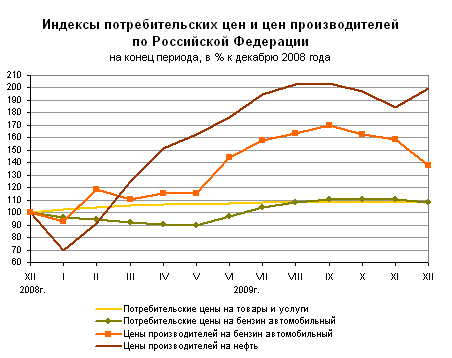 Индексы потребительских цен и цен производителей
по Российской Федерации
на конец периода, в % к декабрю 2008 года
210
200
190
180
170
160
150
140
130
120
110
100
90
80
70
60
XII I II III IV V VI VII VIII IX X XI XII
2008г. 2009г.
Потребительские цены на товары и услуги
Потребительские цены на бензин автомобильный
Цены производителей на бензин автомобильный
Цены производителей на нефть